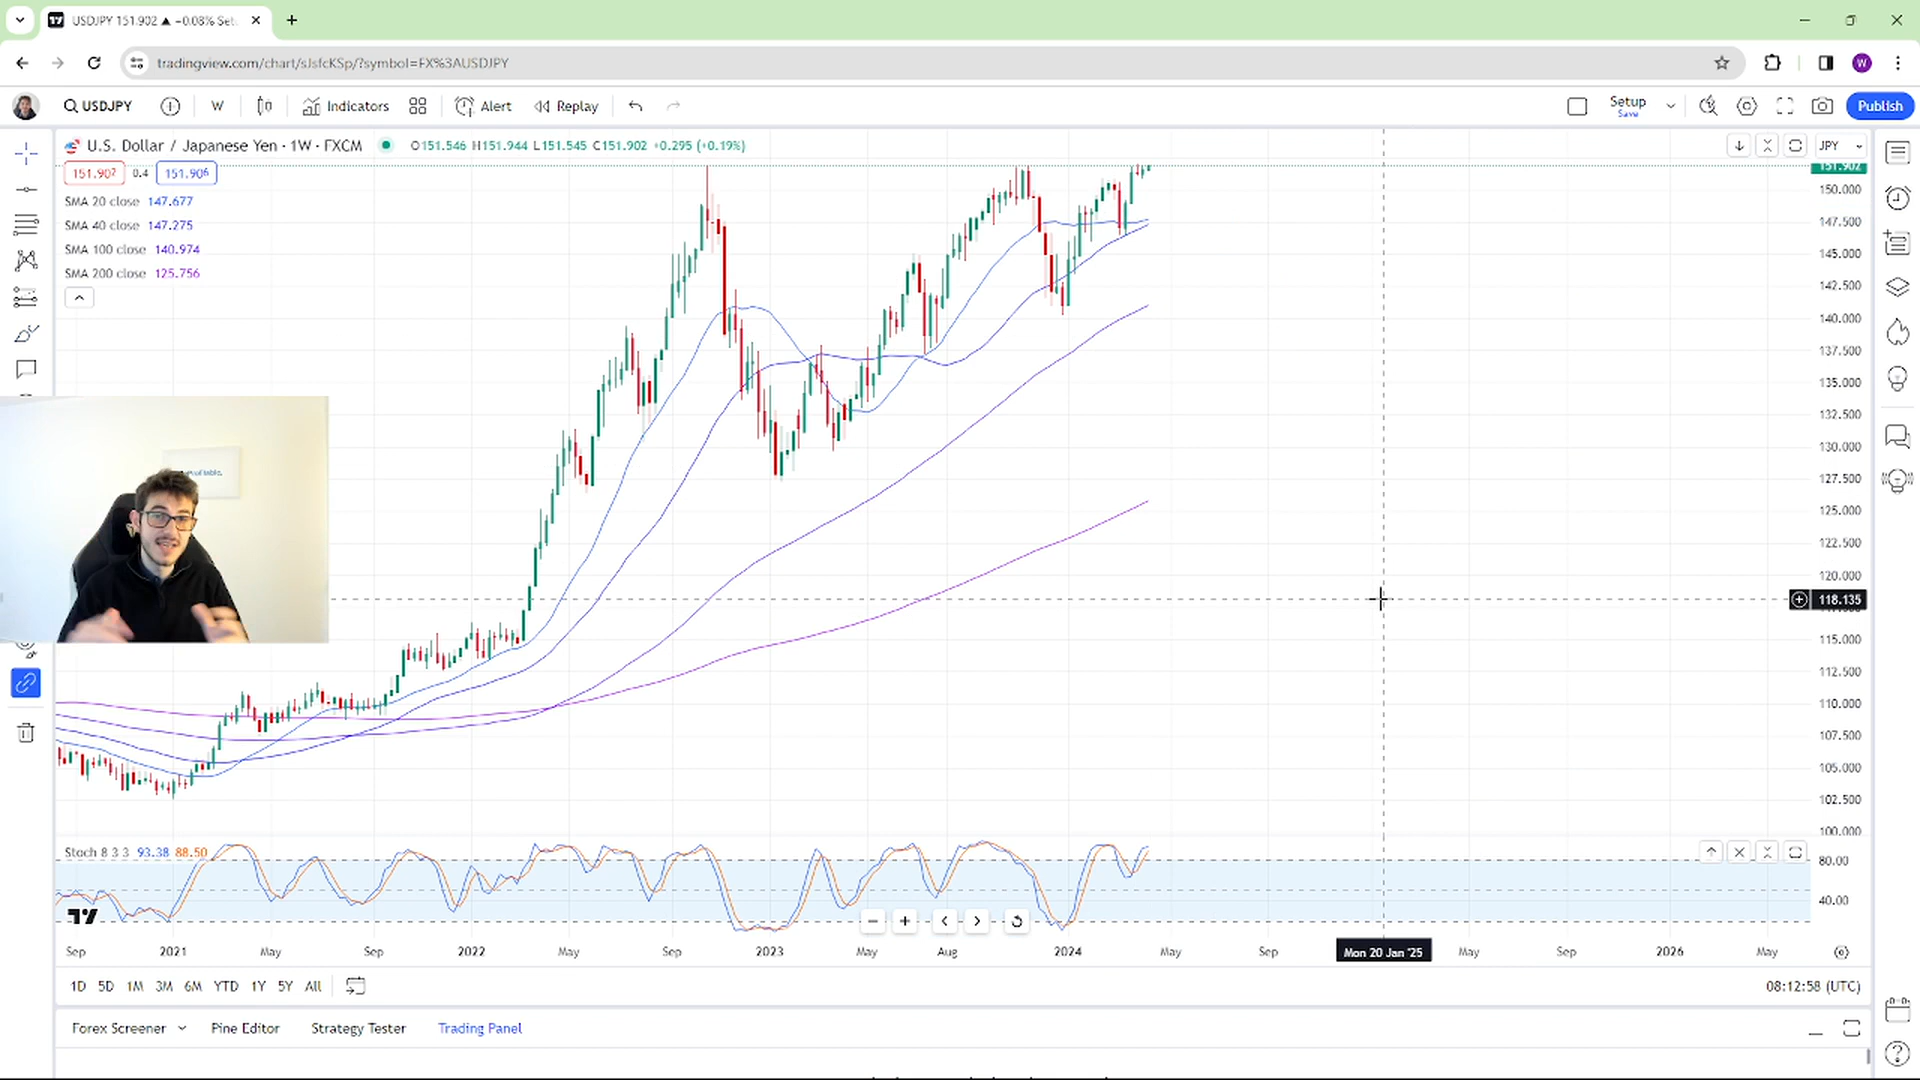 USDJPY 151.902 ▲ −0.08% Set
tradingview.com/chart/sJsfcKSp/?symbol=FX%3AUSDJPY
USDJPY W Indicators Alert Replay Setup Save Publish
U.S. Dollar / Japanese Yen · 1W · FXCM O151.546 H151.944 L151.545 C151.902 +0.295 (+0.19%) JPY
151.902 0.4 151.906
151.902
150.000
SMA 20 close 147.677
SMA 40 close 147.275
147.500
SMA 100 close 140.974
145.000
SMA 200 close 125.756
142.500
140.000
137.500
135.000
132.500
130.000
127.500
125.000
122.500
120.000
118.135
115.000
112.500
110.000
107.500
105.000
102.500
100.000
Stoch 8 3 3 93.38 88.50
80.00
40.00
Sep 2021 May Sep 2022 May Sep 2023 May Aug 2024 May Sep Mon 20 Jan '25 May Sep 2026 May
1D 5D 1M 3M 6M YTD 1Y 5Y All 08:12:58 (UTC)
Forex Screener Pine Editor Strategy Tester Trading Panel